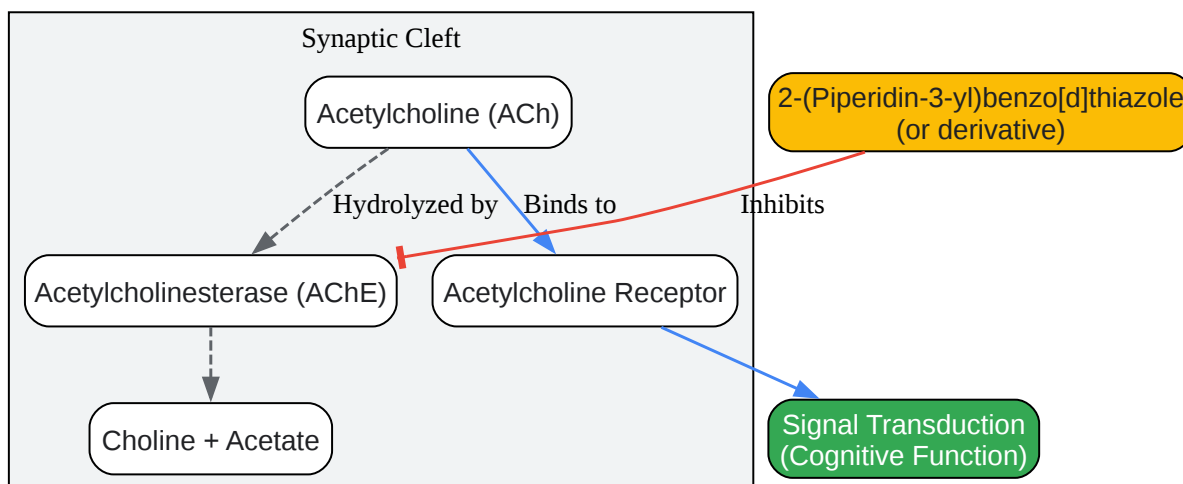 Synaptic Cleft
Acetylcholine (ACh)
2-(Piperidin-3-yl)benzo[d]thiazole
(or derivative)
Hydrolyzed by
Binds to
Inhibits
Acetylcholinesterase (AChE)
Acetylcholine Receptor
Choline + Acetate
Signal Transduction
(Cognitive Function)